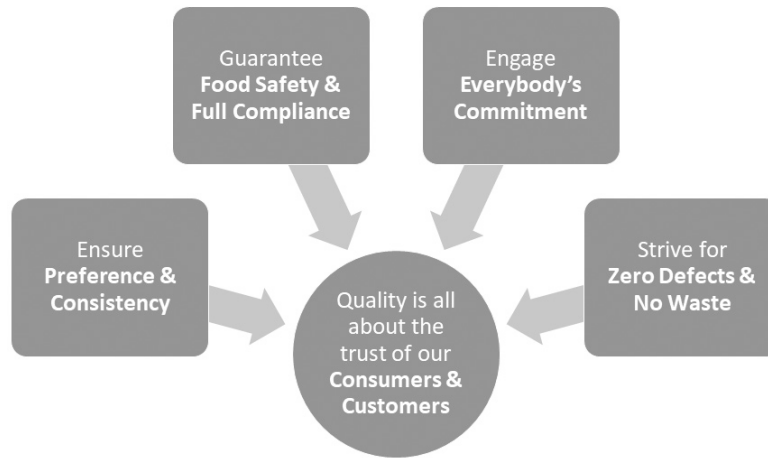 Guarantee
Food Safety &
Full Compliance
Engage
Everybody’s
Commitment
Ensure
Preference &
Consistency
Strive for
Zero Defects &
No Waste
Quality is all
about the
trust of our
Consumers &
Customers